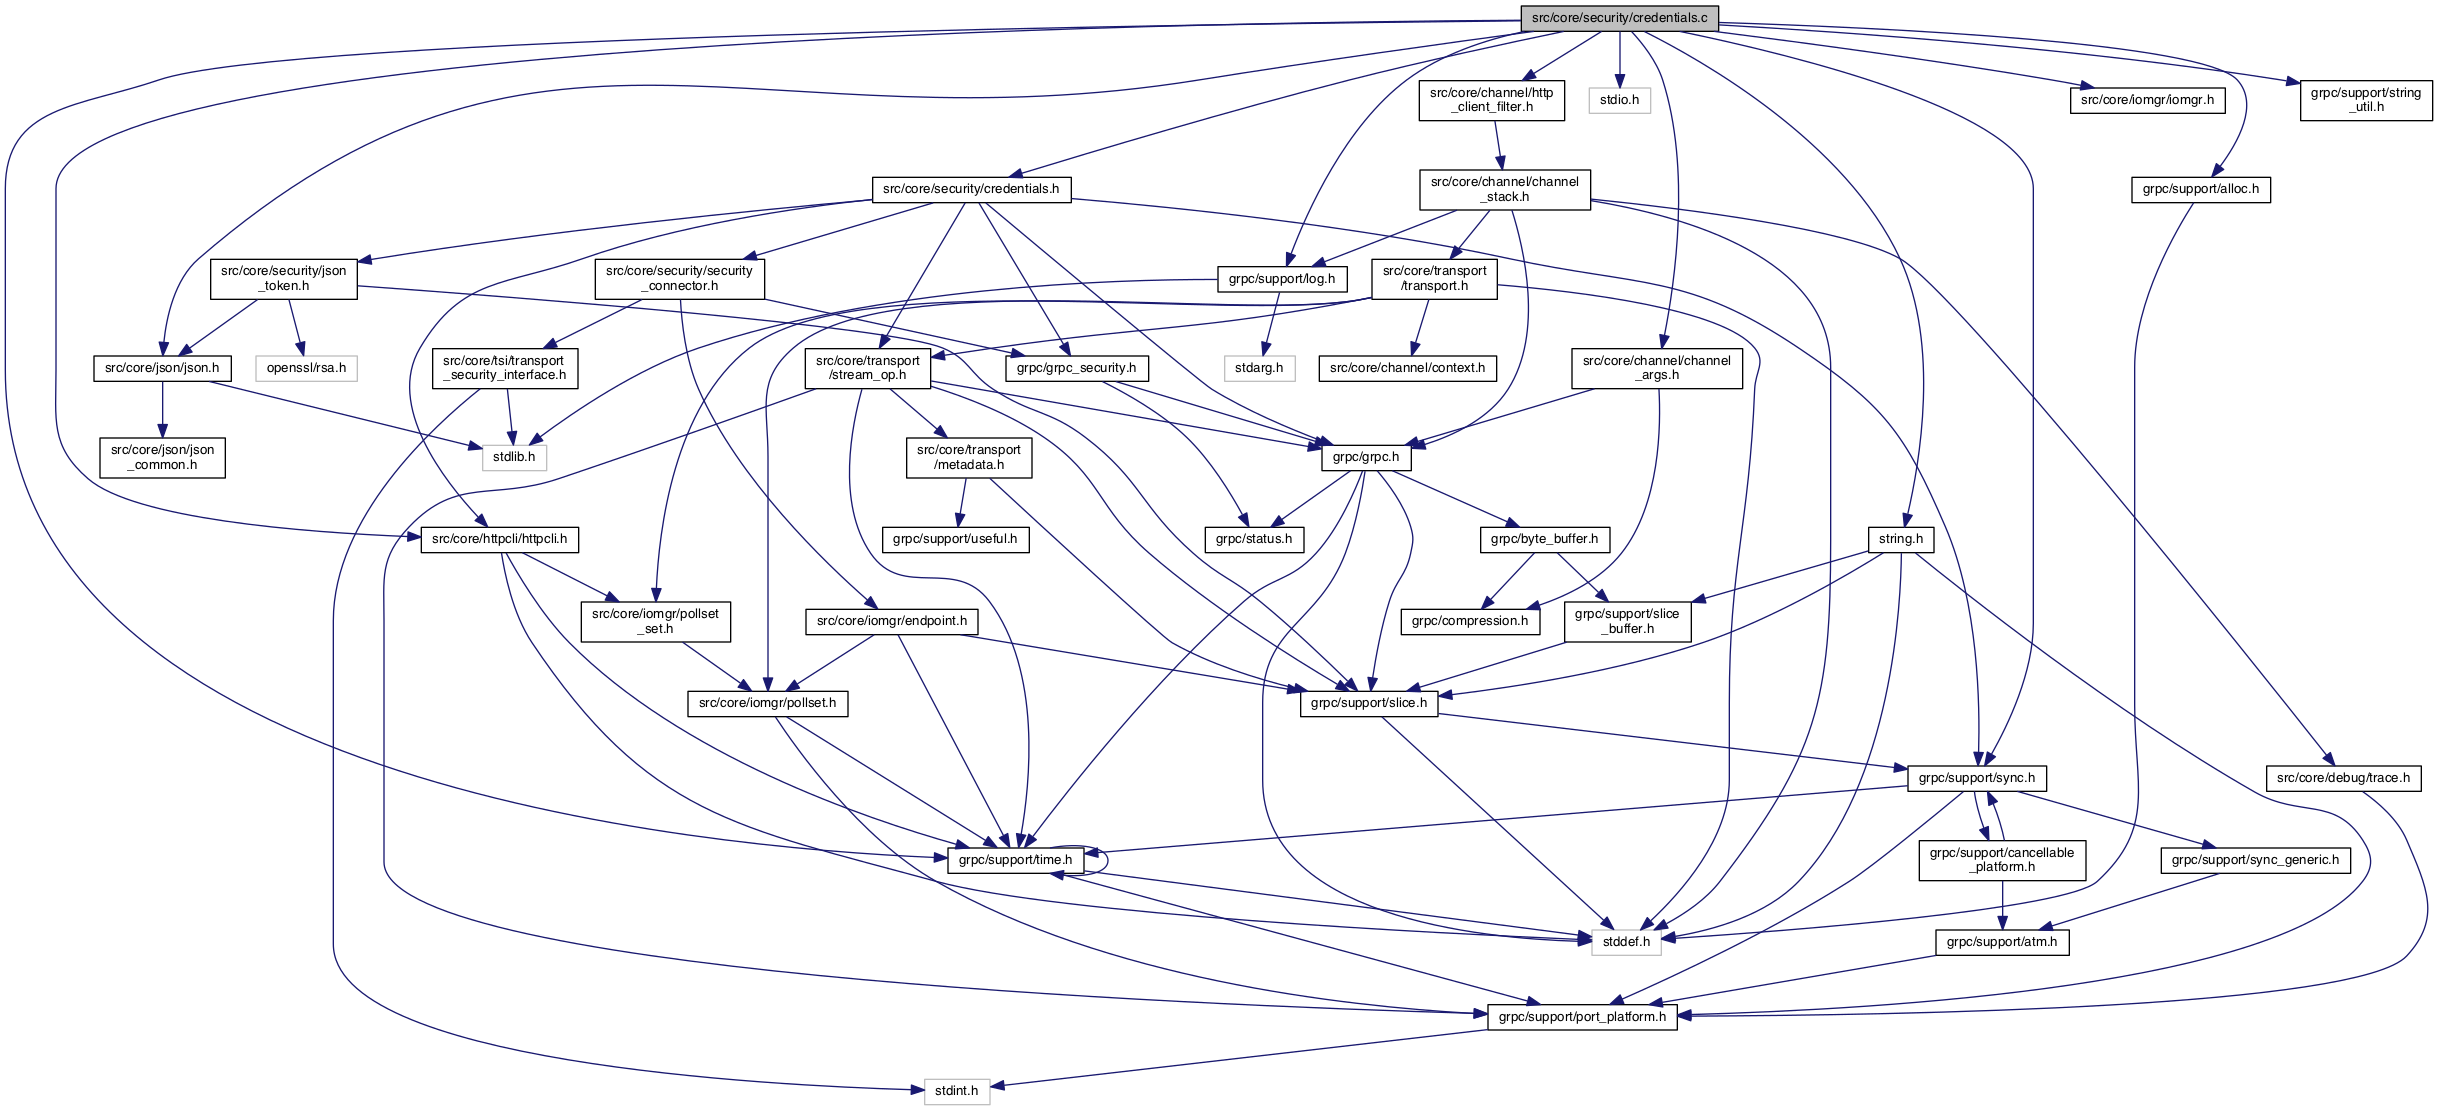 src/core/security/credentials.c
src/core/channel/http
_client_filter.h
stdio.h
src/core/iomgr/iomgr.h
grpc/support/string
_util.h
src/core/security/credentials.h
src/core/channel/channel
_stack.h
grpc/support/alloc.h
src/core/security/json
_token.h
src/core/security/security
_connector.h
grpc/support/log.h
src/core/transport
/transport.h
src/core/json/json.h
openssl/rsa.h
src/core/tsi/transport
_security_interface.h
src/core/transport
/stream_op.h
grpc/grpc_security.h
stdarg.h
src/core/channel/context.h
src/core/channel/channel
_args.h
src/core/json/json
_common.h
stdlib.h
src/core/transport
/metadata.h
grpc/grpc.h
src/core/httpcli/httpcli.h
grpc/support/useful.h
grpc/status.h
grpc/byte_buffer.h
string.h
src/core/iomgr/pollset
_set.h
src/core/iomgr/endpoint.h
grpc/compression.h
grpc/support/slice
_buffer.h
src/core/iomgr/pollset.h
grpc/support/slice.h
grpc/support/sync.h
src/core/debug/trace.h
grpc/support/time.h
grpc/support/cancellable
_platform.h
grpc/support/sync_generic.h
stddef.h
grpc/support/atm.h
grpc/support/port_platform.h
stdint.h